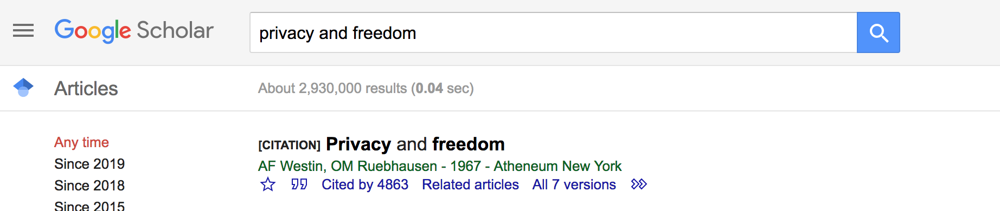 Google Scholar
privacy and freedom
Articles
About 2,930,000 results (0.04 sec)
Any time
Since 2019
Since 2018
Since 2015
[CITATION] Privacy and freedom
AF Westin, OM Ruebhausen - 1967 - Atheneum New York
Cited by 4863 Related articles All 7 versions